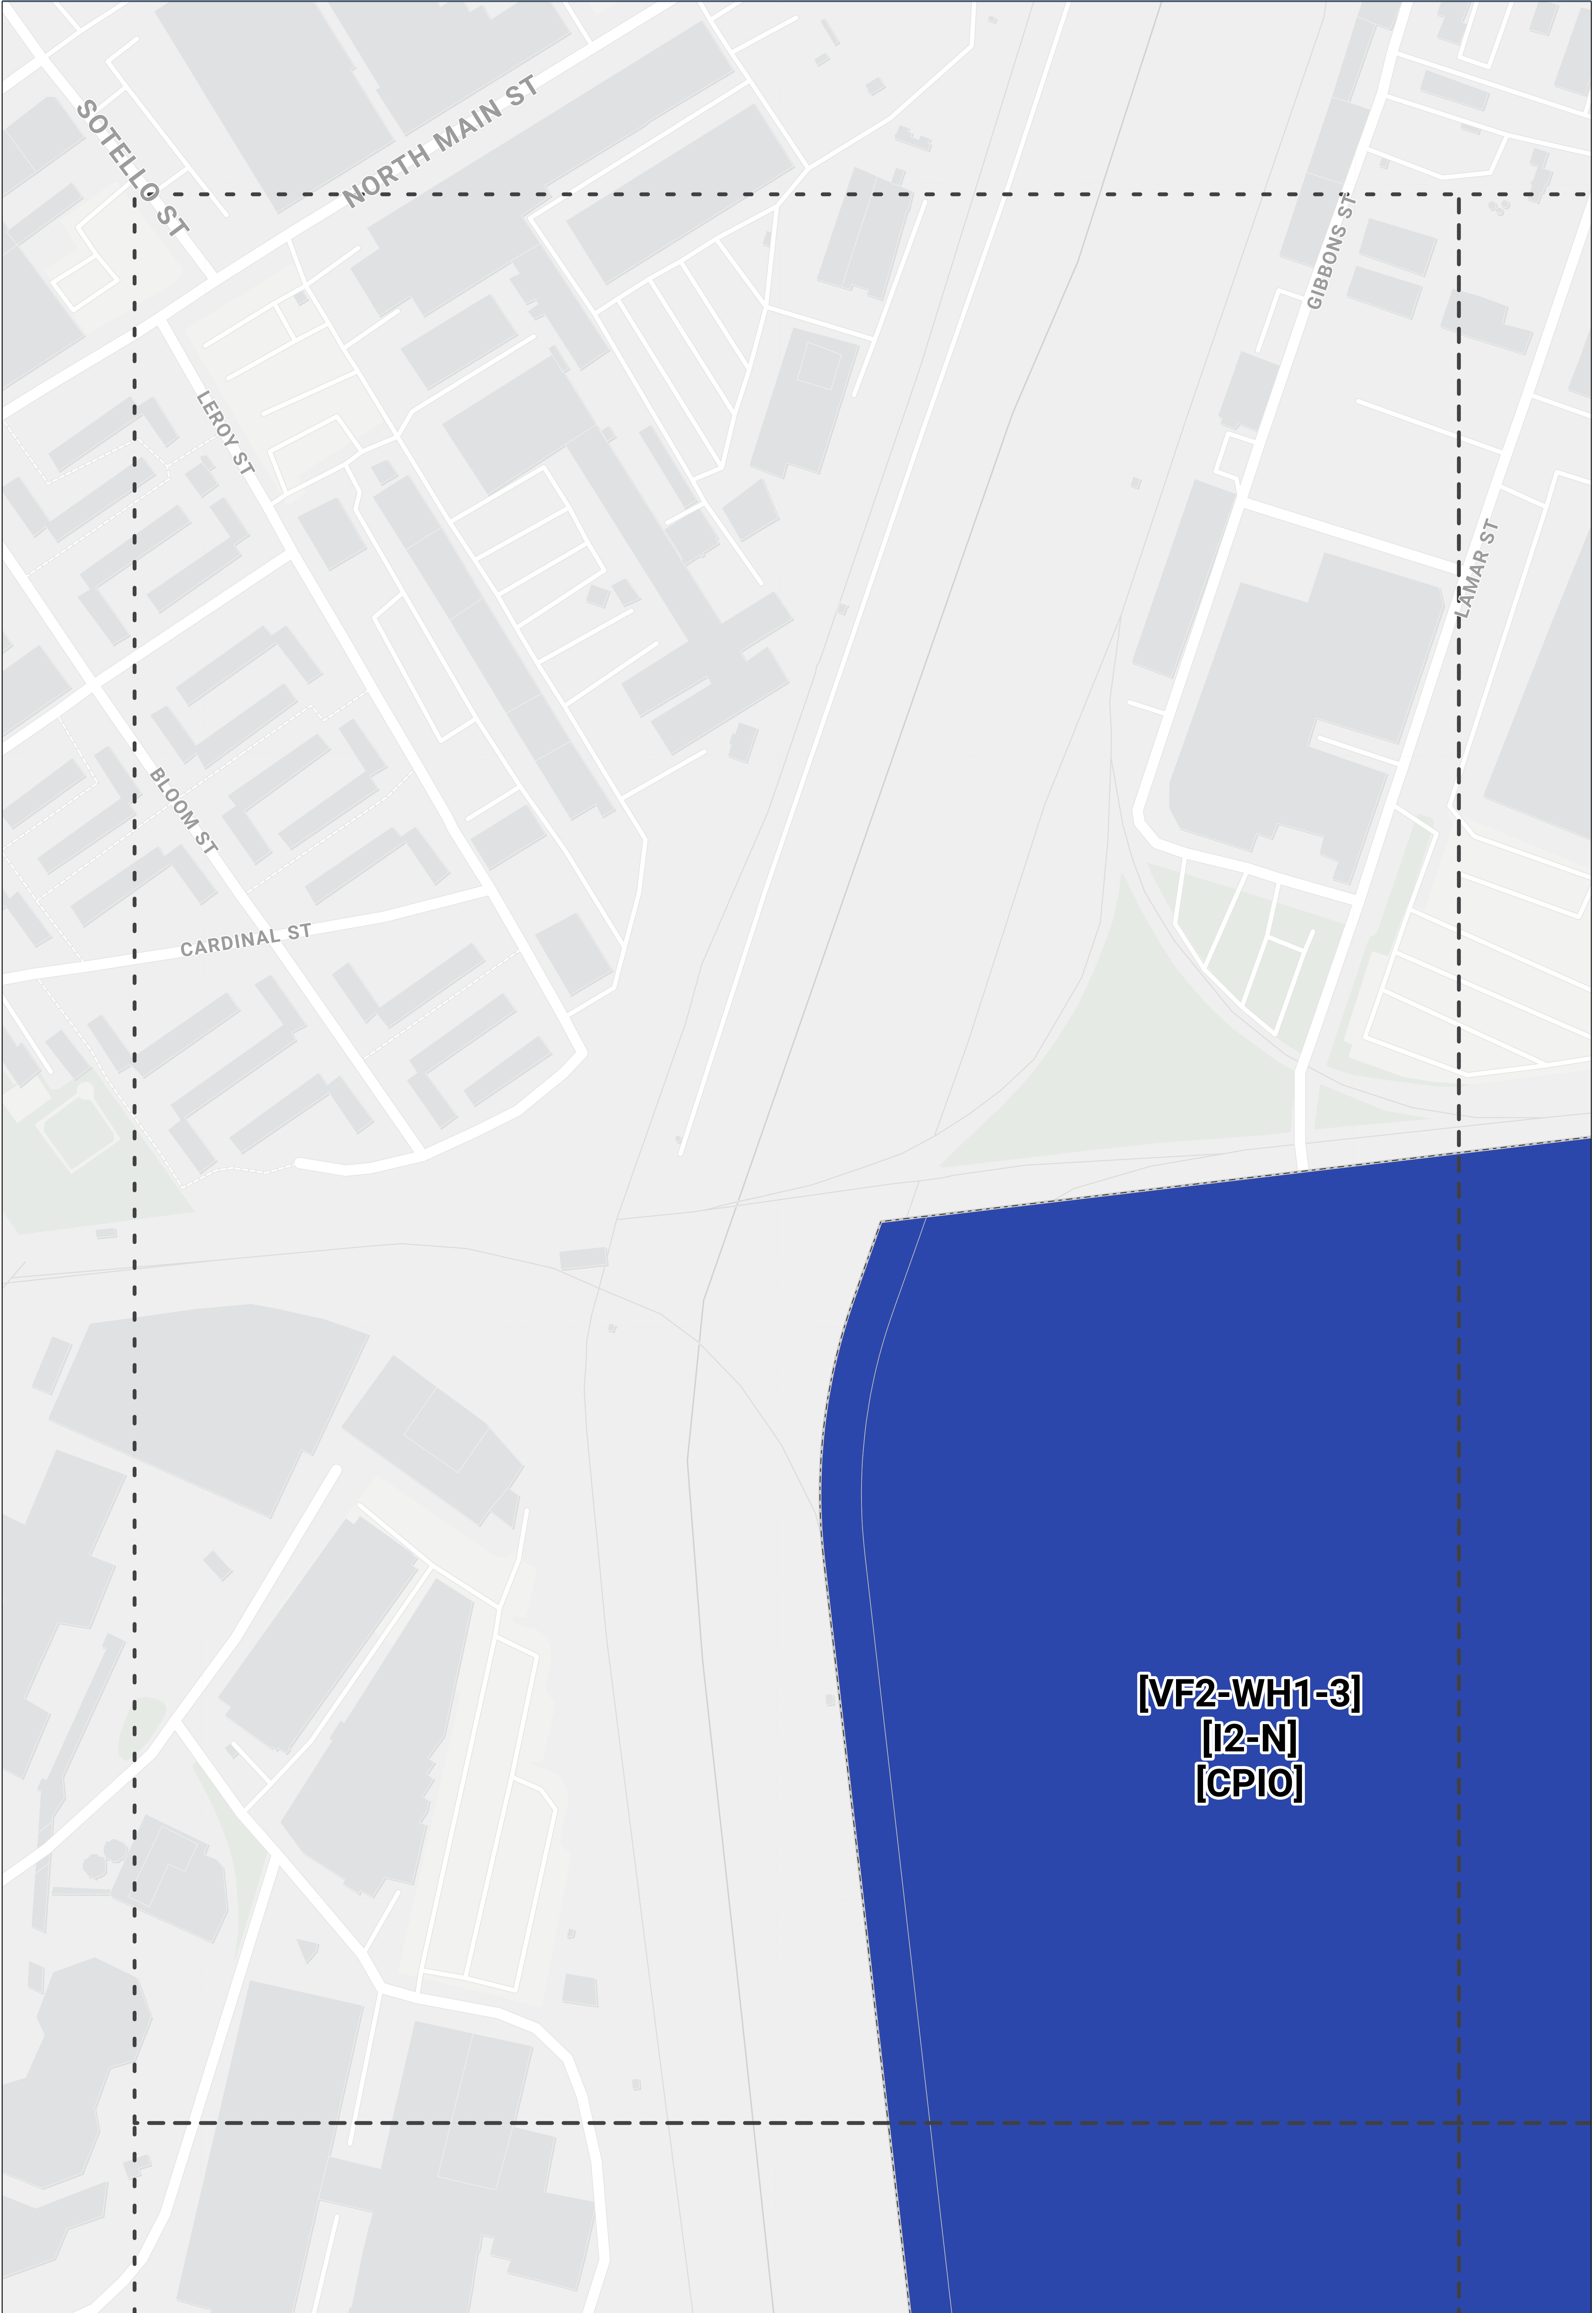 SOTELLO ST
NORTH MAIN ST
GIBBONS ST
LEROY ST
LAMAR ST
BLOOM ST
CARDINAL ST
[VF2-WH1-3]
[I2-N]
[CPIO]